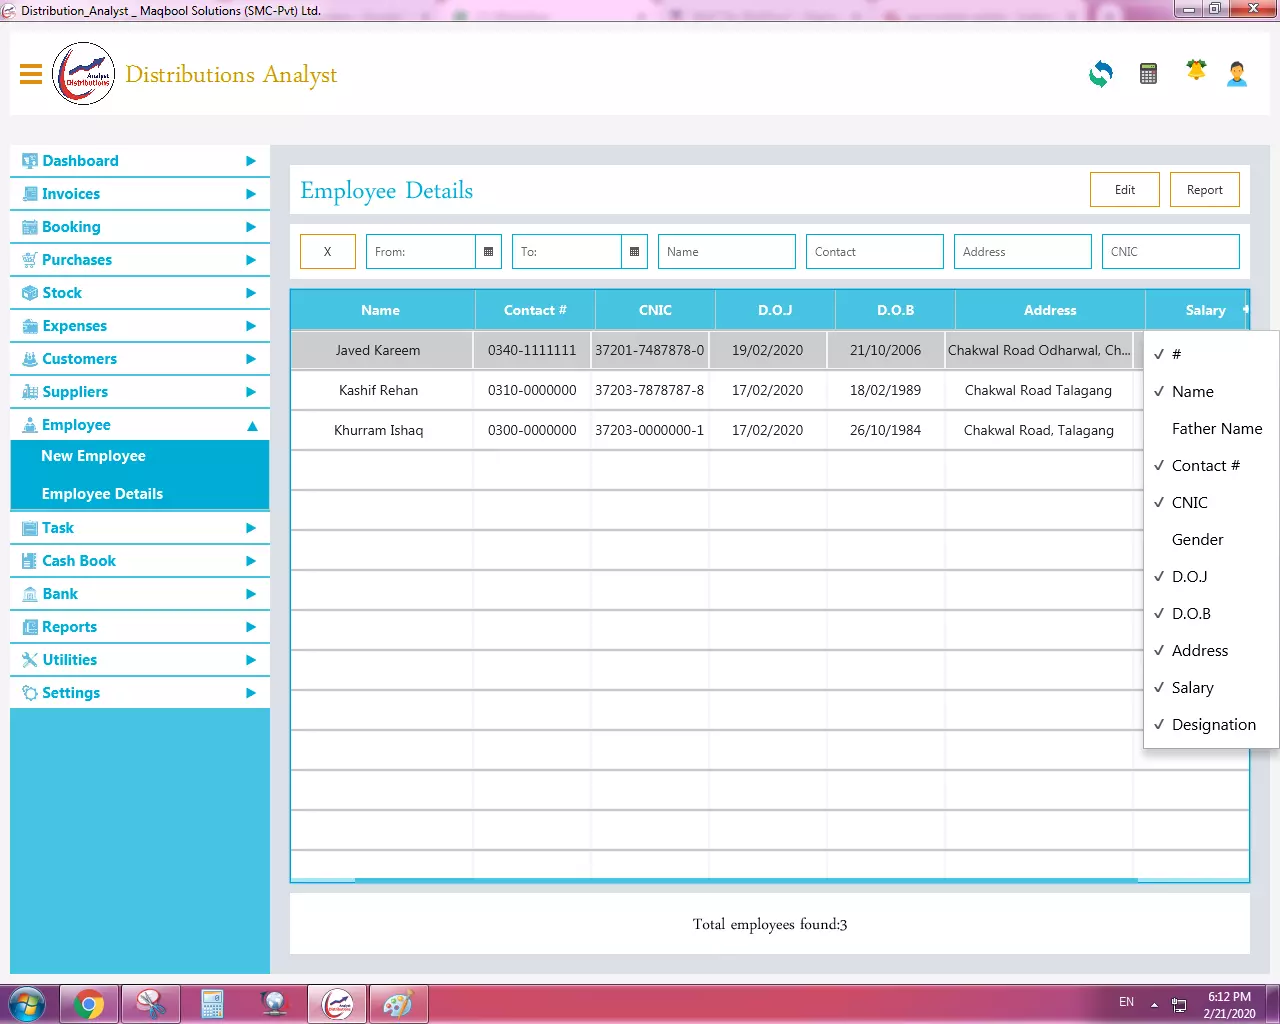 Distribution_Analyst _ Maqbool Solutions (SMC-Pvt) Ltd.
Analyst
Distributions
Distributions Analyst
Dashboard
Invoices
Booking
Purchases
Stock
Expenses
Customers
Suppliers
Employee
New Employee
Employee Details
Task
Cash Book
Bank
Reports
Utilities
Settings
Employee Details
Edit Report
X From: To: Name Contact Address CNIC
Name Contact # CNIC D.O.J D.O.B Address Salary
Javed Kareem 0340-1111111 37201-7487878-0 19/02/2020 21/10/2006 Chakwal Road Odharwal, Ch...
Kashif Rehan 0310-0000000 37203-7878787-8 17/02/2020 18/02/1989 Chakwal Road Talagang
Khurram Ishaq 0300-0000000 37203-0000000-1 17/02/2020 26/10/1984 Chakwal Road, Talagang
✓ #
✓ Name
Father Name
✓ Contact #
✓ CNIC
Gender
✓ D.O.J
✓ D.O.B
✓ Address
✓ Salary
✓ Designation
Total employees found:3
EN
6:12 PM
2/21/2020